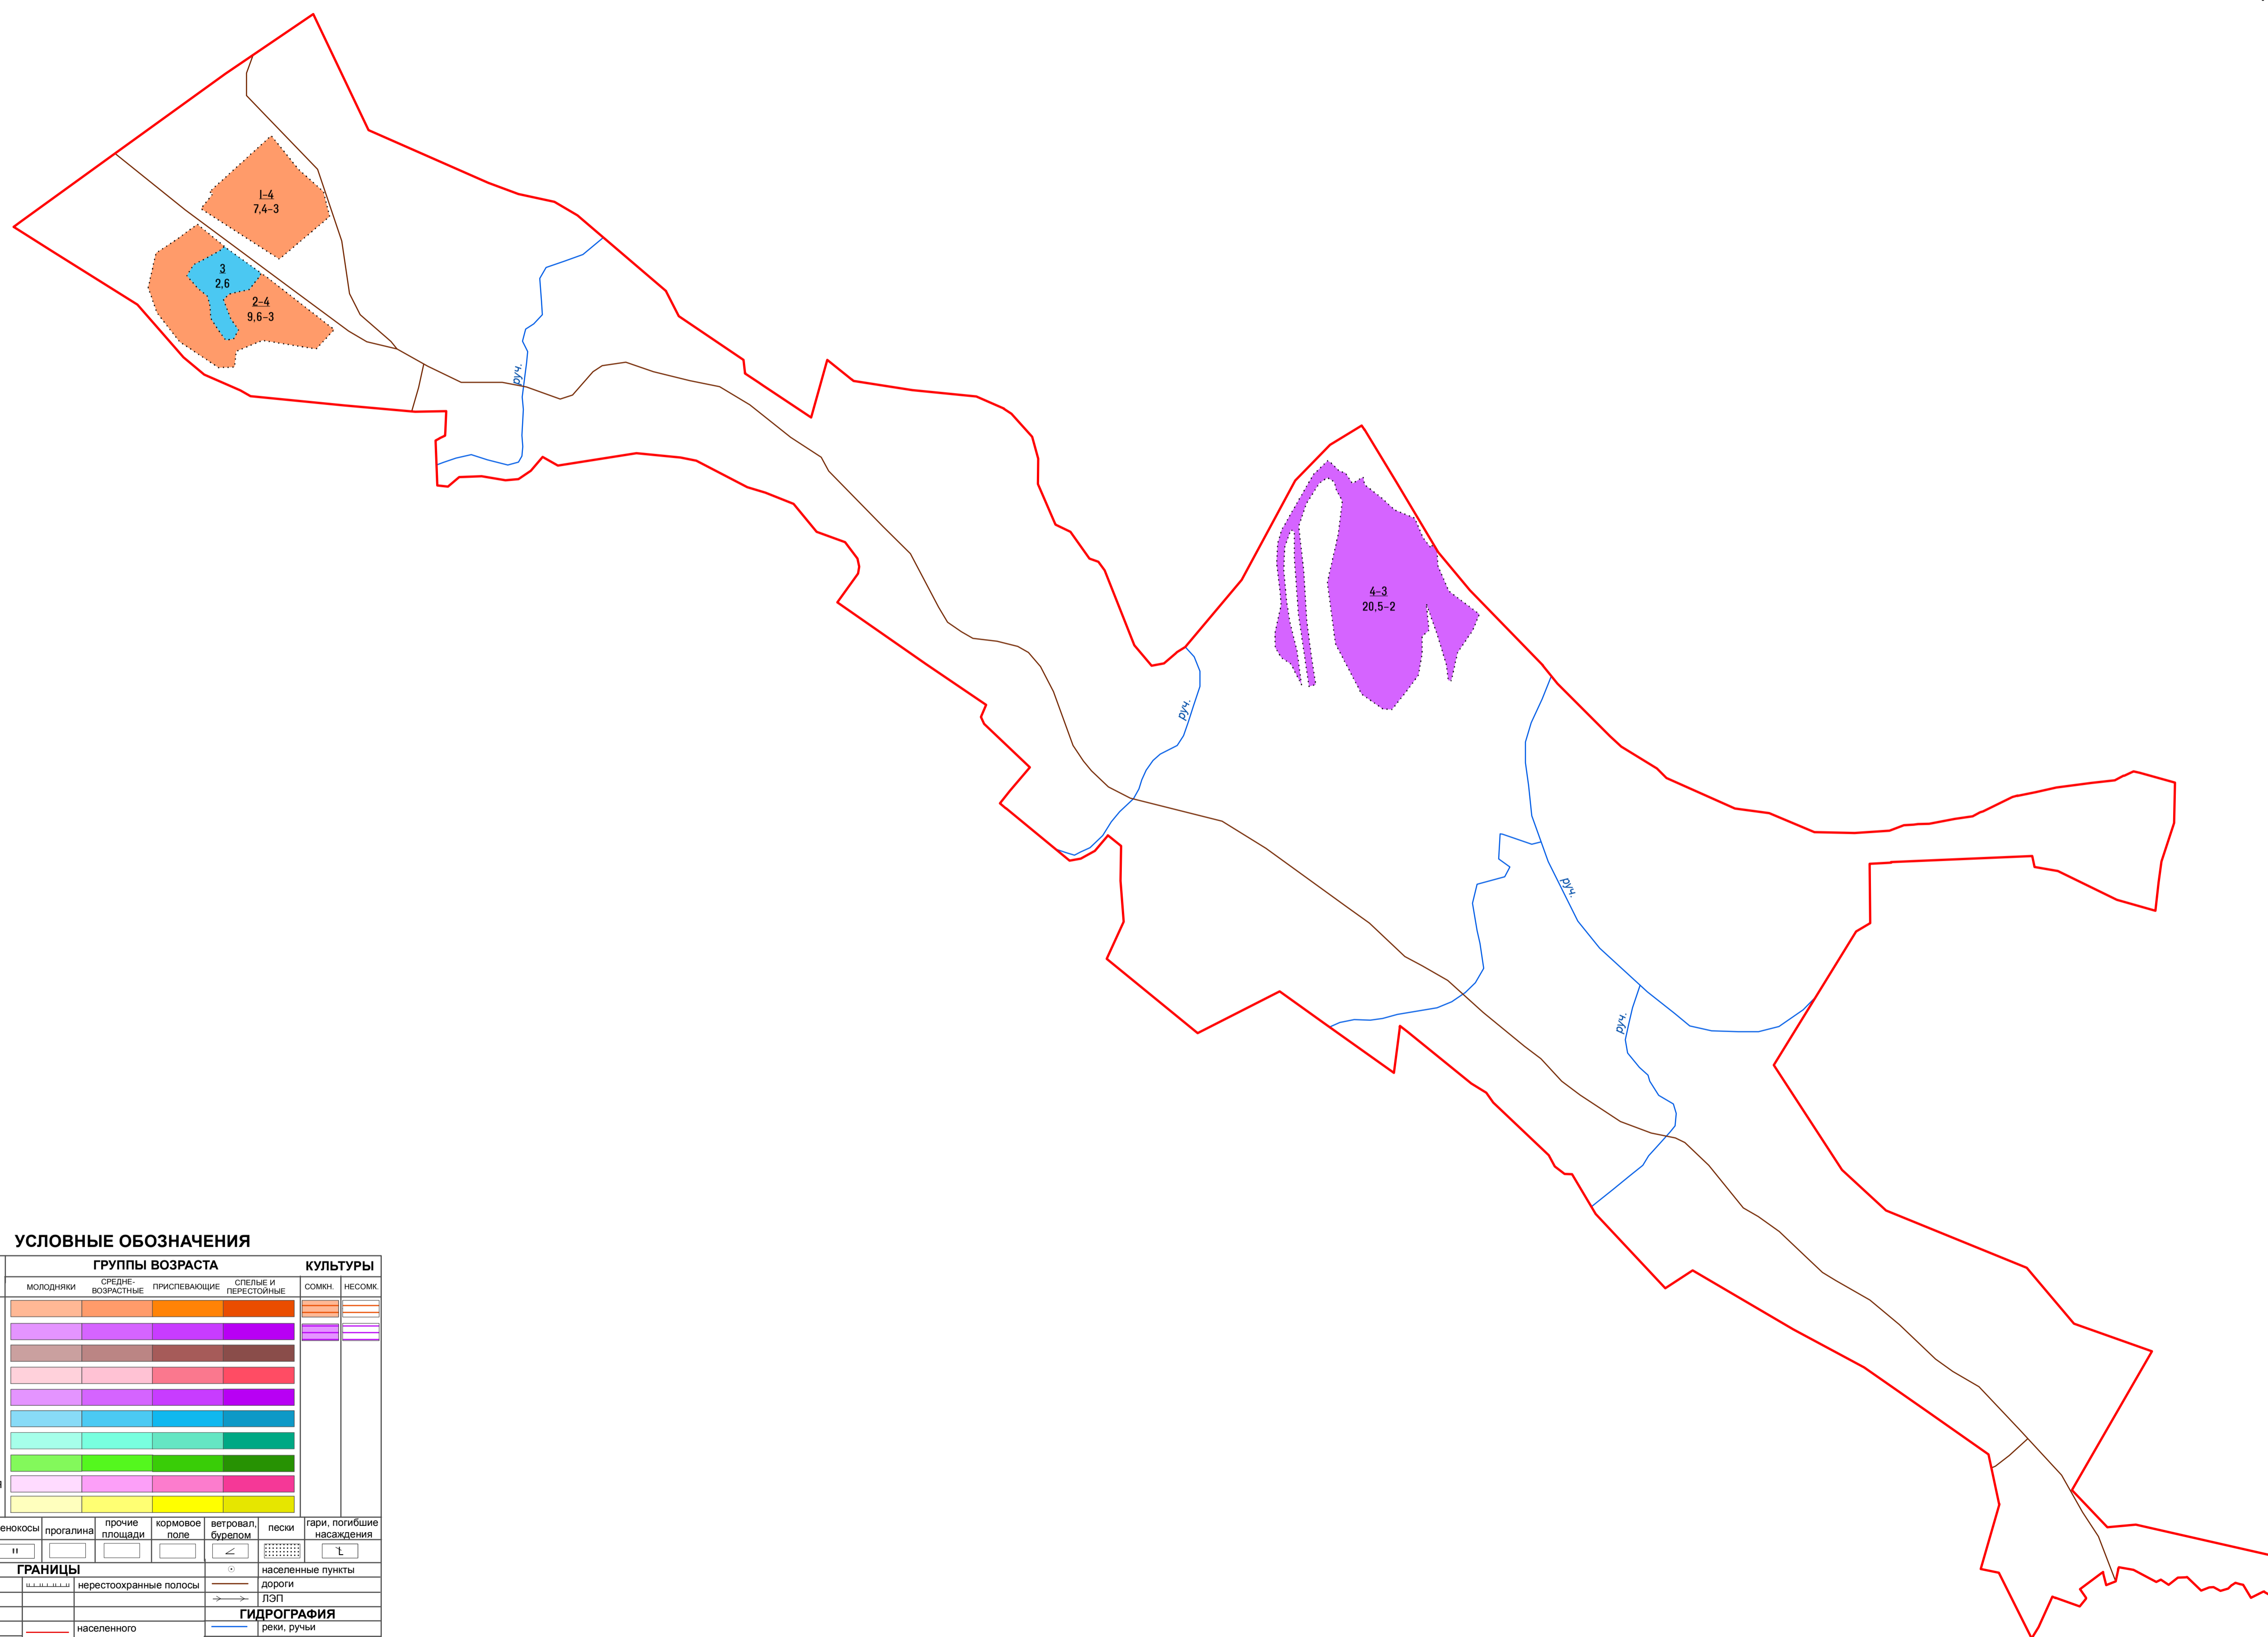 I-4
7,4-3
3
2,6
2-4
9,6-3
руч.
4-3
20,5-2
руч.
руч.
руч.
УСЛОВНЫЕ ОБОЗНАЧЕНИЯ
ГРУППЫ ВОЗРАСТА КУЛЬТУРЫ
МОЛОДНЯКИ СРЕДНЕ-ВОЗРАСТНЫЕ ПРИСПЕВАЮЩИЕ СПЕЛЫЕ И ПЕРЕСТОЙНЫЕ СОМКН. НЕСОМК.
енокосы прогалина прочие площади кормовое поле ветровал, бурелом пески гари, погибшие насаждения
ГРАНИЦЫ
населенные пункты
нерестоохранные полосы
дороги
ЛЭП
ГИДРОГРАФИЯ
населенного
реки, ручьи